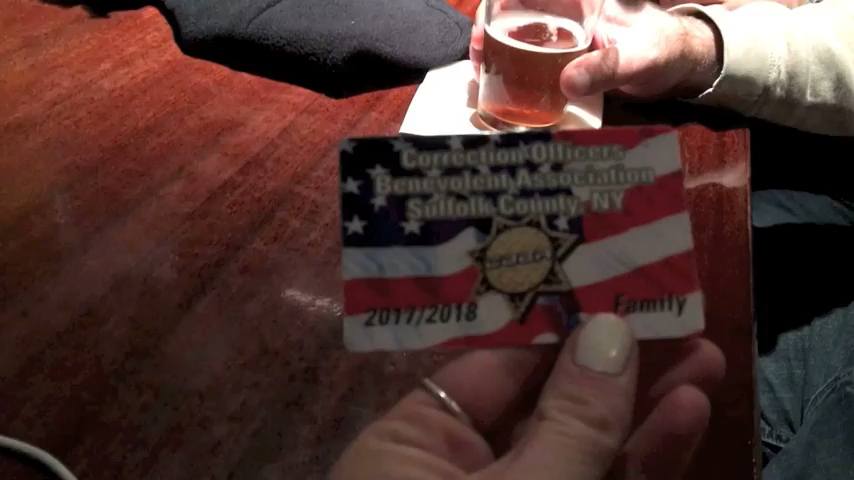 Correction Officers
Benevolent Association
Suffolk County, NY
2017/2018
Family